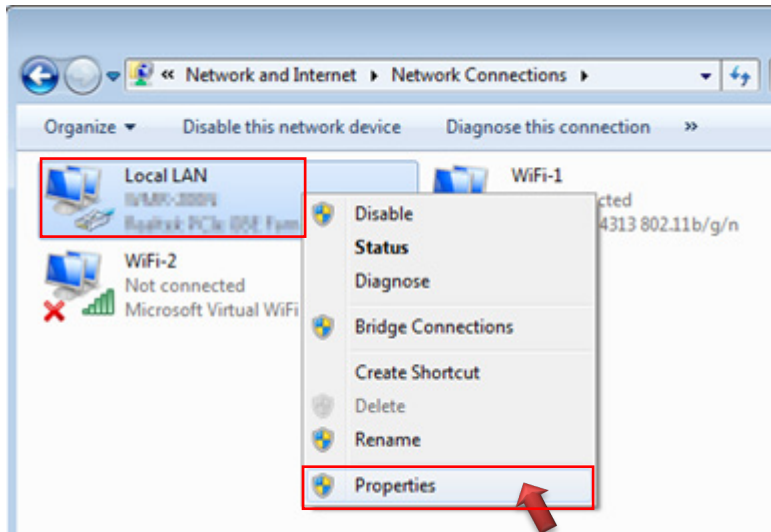 « Network and Internet ▸ Network Connections ▸
Organize ▾ Disable this network device Diagnose this connection »
Local LAN
WiFi-1
cted
4313 802.11b/g/n
WiFi-2
Not connected
Microsoft Virtual WiFi
Disable
Status
Diagnose
Bridge Connections
Create Shortcut
Delete
Rename
Properties